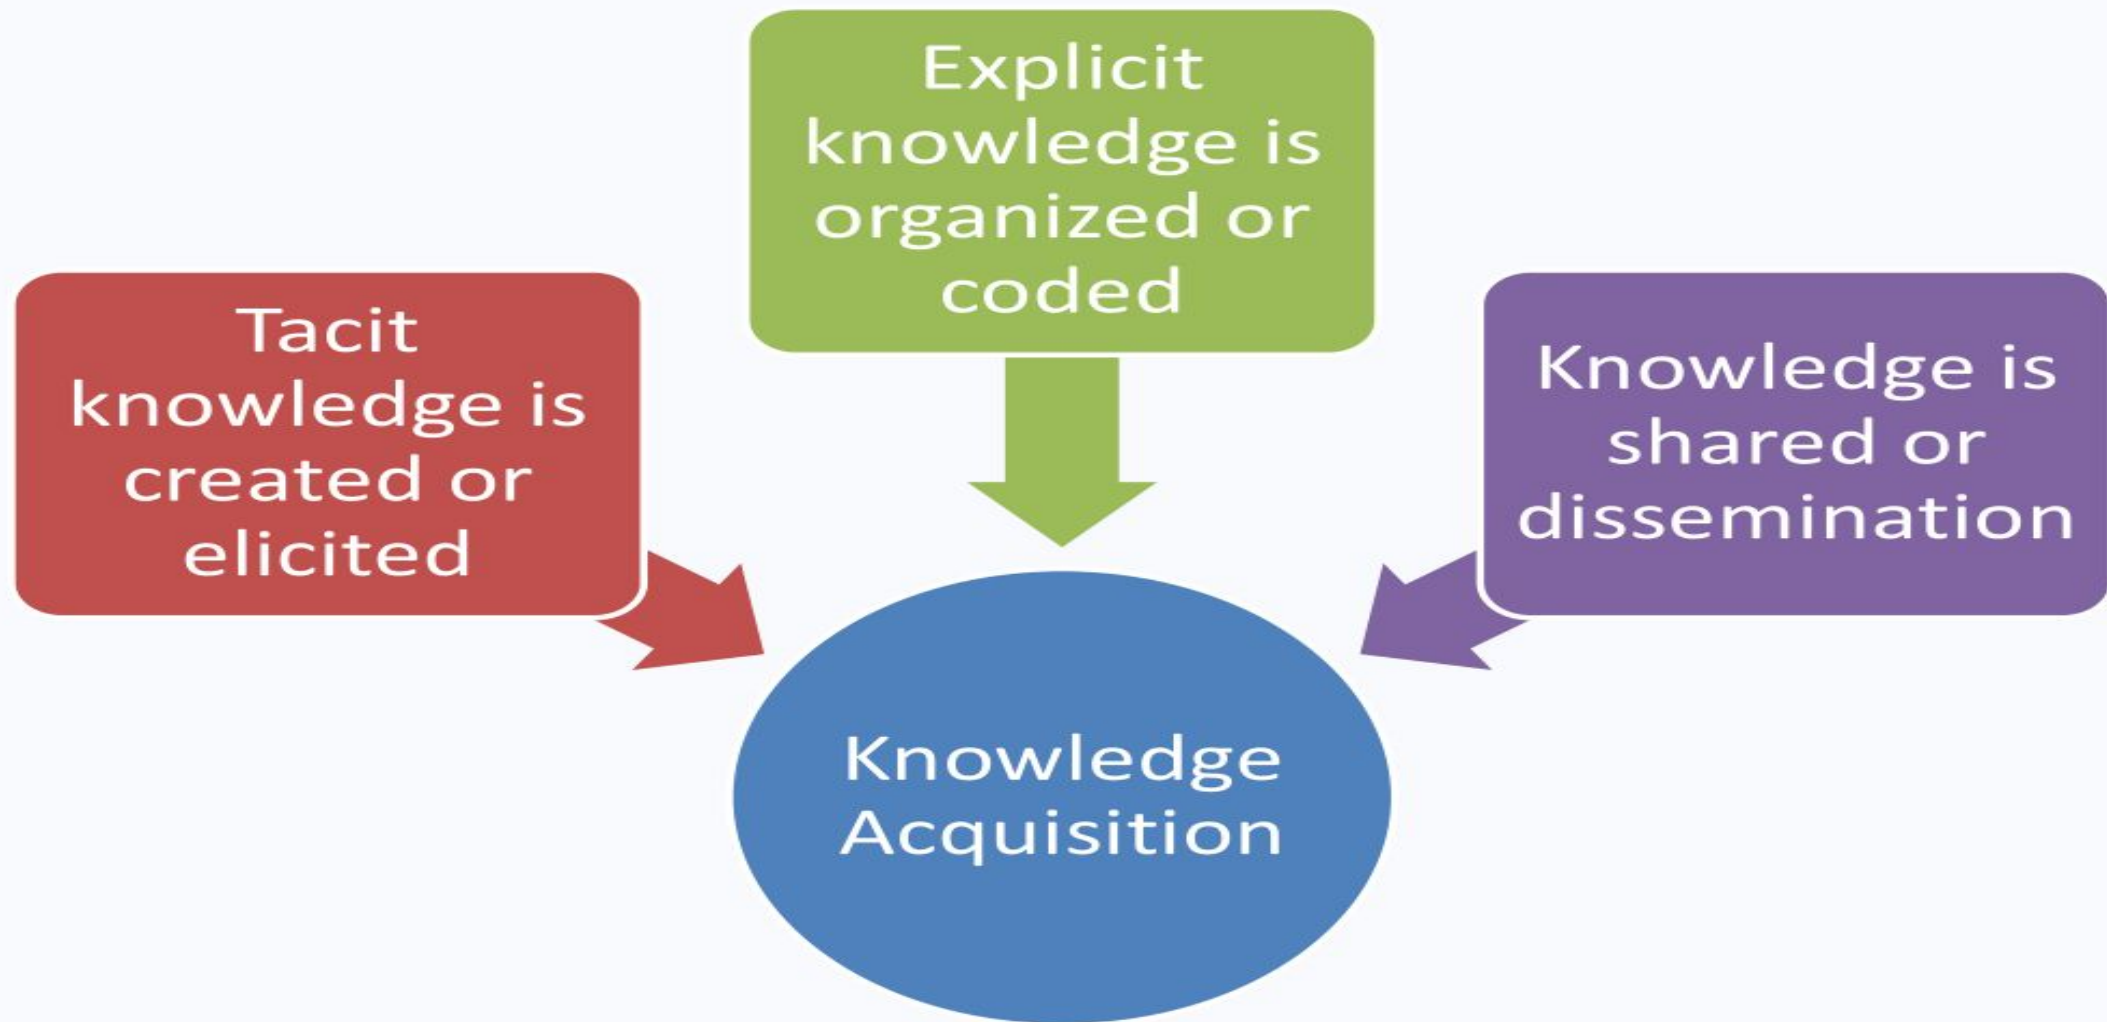 Explicit
knowledge is
organized or
coded
Tacit
knowledge is
created or
elicited
Knowledge is
shared or
dissemination
Knowledge
Acquisition